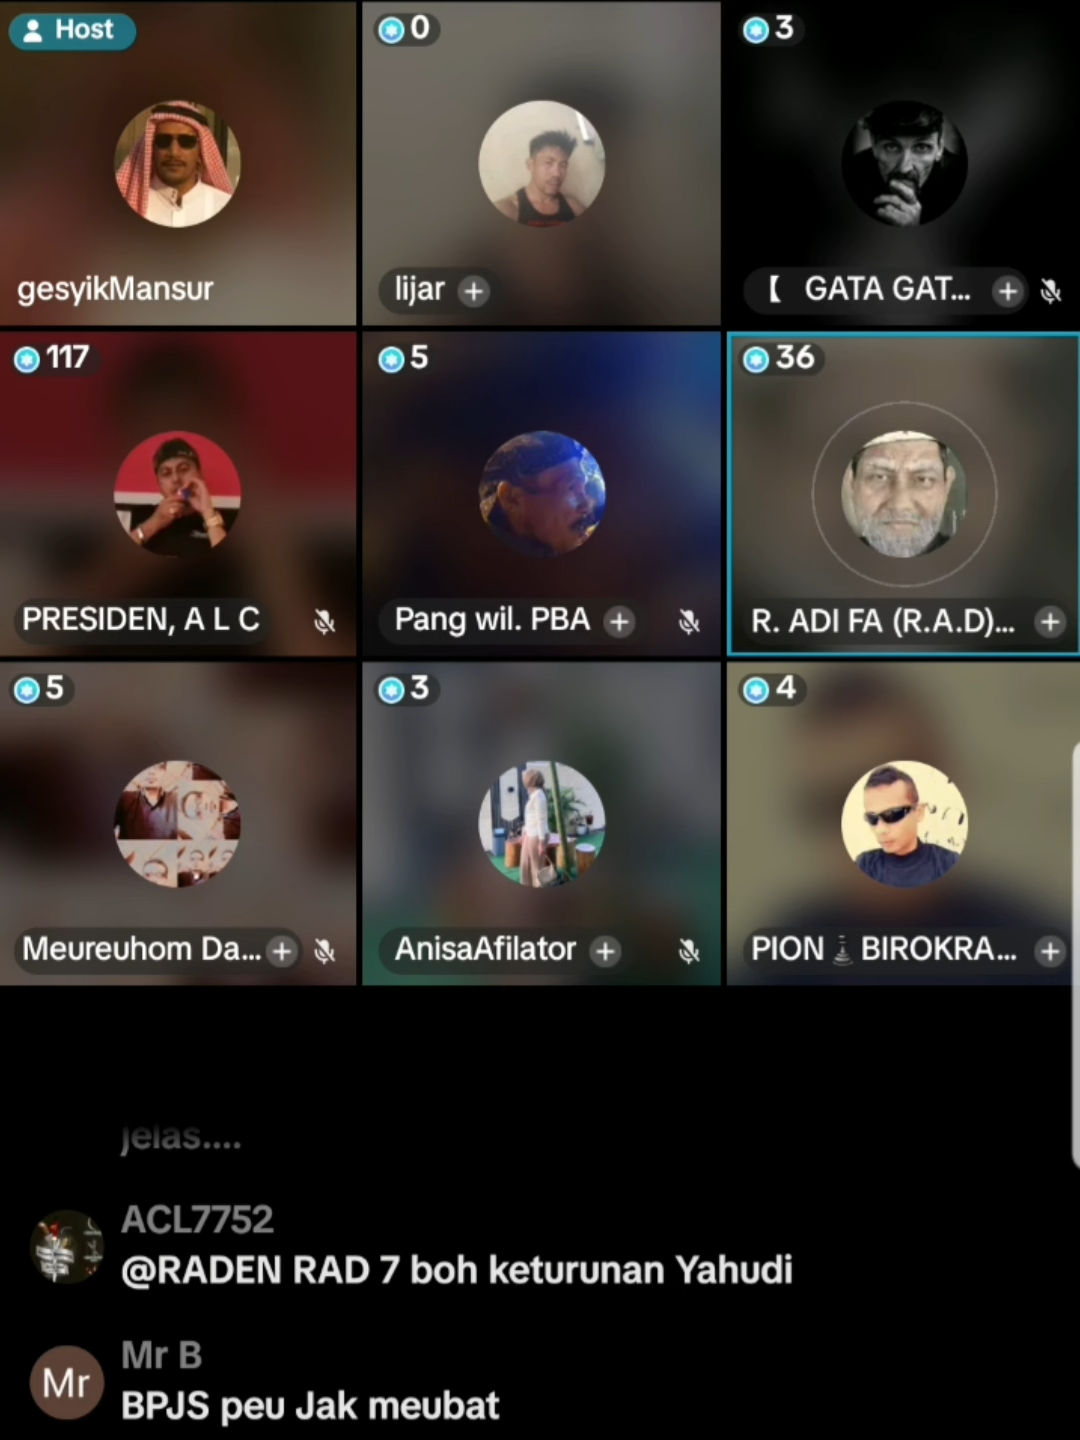 Host
0
3
gesyikMansur
lijar
【 GATA GAT...
117
5
36
PRESIDEN, A L C
Pang wil. PBA
R. ADI FA (R.A.D)...
5
3
4
Meureuhom Da...
AnisaAfilator
PION BIROKRA...
jelas....
ACL7752
@RADEN RAD 7 boh keturunan Yahudi
Mr
Mr B
BPJS peu Jak meubat